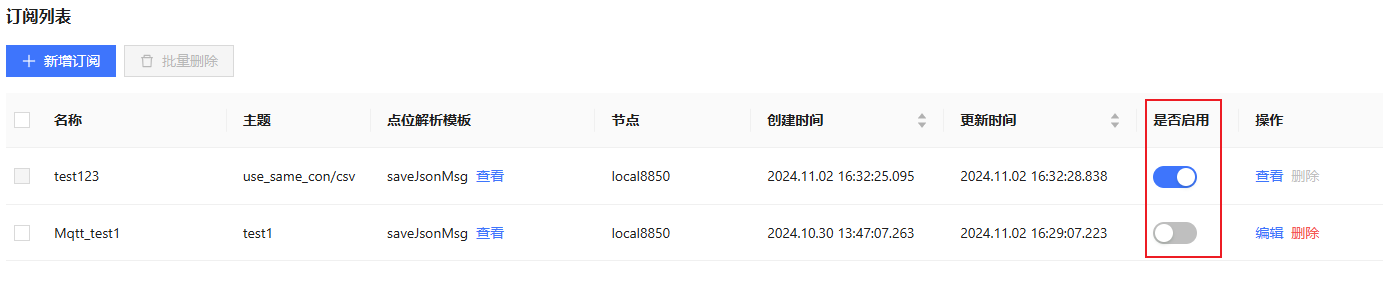 订阅列表
新增订阅 批量删除
名称 主题 点位解析模板 节点 创建时间 更新时间 是否启用 操作
test123 use_same_con/csv saveJsonMsg 查看 local8850 2024.11.02 16:32:25.095 2024.11.02 16:32:28.838 查看 删除
Mqtt_test1 test1 saveJsonMsg 查看 local8850 2024.10.30 13:47:07.263 2024.11.02 16:29:07.223 编辑 删除